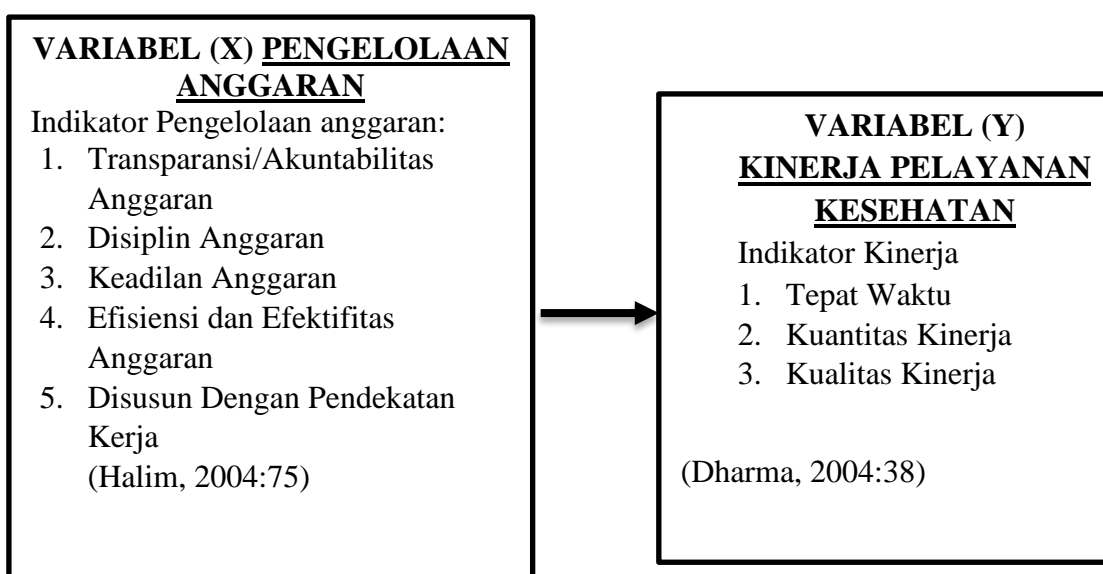 VARIABEL (X) PENGELOLAAN
ANGGARAN
Indikator Pengelolaan anggaran:
1. Transparansi/Akuntabilitas
Anggaran
2. Disiplin Anggaran
3. Keadilan Anggaran
4. Efisiensi dan Efektifitas
Anggaran
5. Disusun Dengan Pendekatan
Kerja
(Halim, 2004:75)
VARIABEL (Y)
KINERJA PELAYANAN
KESEHATAN
Indikator Kinerja
1. Tepat Waktu
2. Kuantitas Kinerja
3. Kualitas Kinerja
(Dharma, 2004:38)